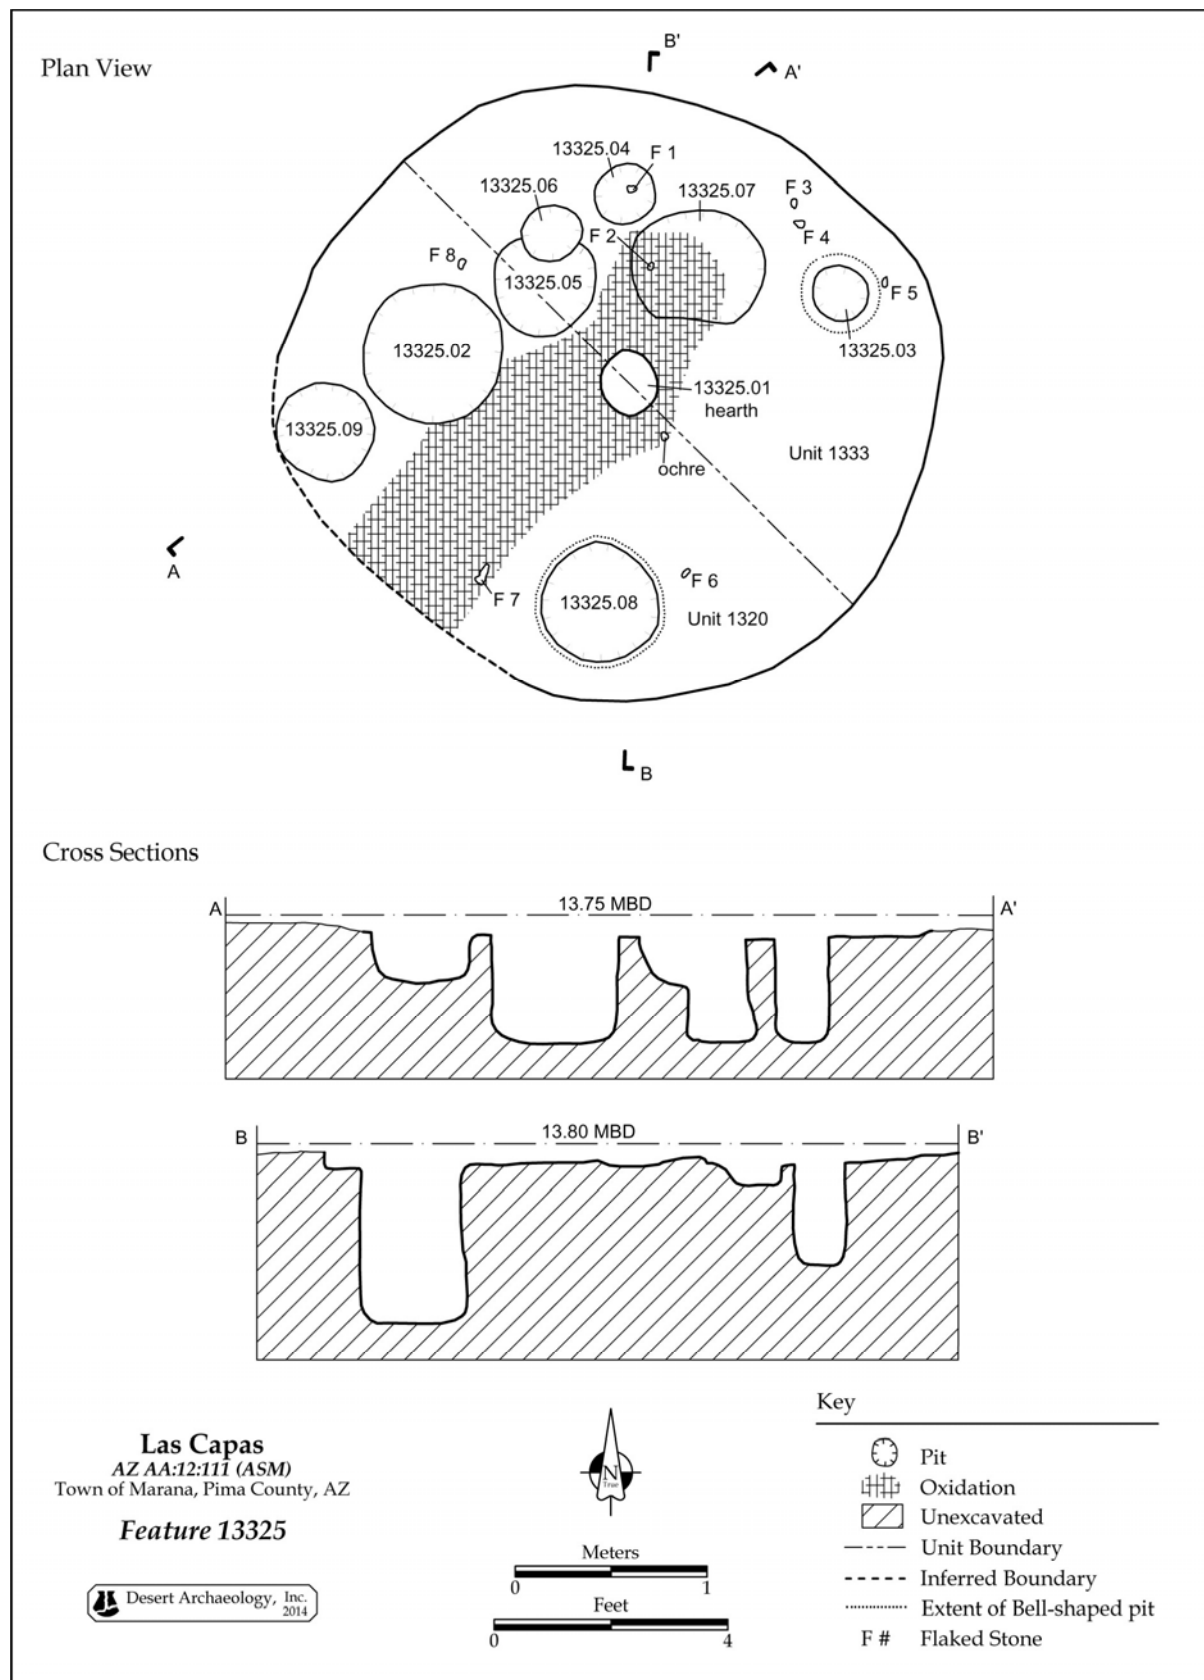 Plan View
B'
A'
13325.04
F 1
13325.06
13325.07
F 3
F 2
F 4
F 8
13325.05
F 5
13325.02
13325.03
13325.01
hearth
13325.09
Unit 1333
ochre
A
F 7
13325.08
F 6
Unit 1320
B
Cross Sections
A
13.75 MBD
A'
B
13.80 MBD
B'
Las Capas
AZ AA:12:111 (ASM)
Town of Marana, Pima County, AZ
Feature 13325
Desert Archaeology, Inc.
2014
N
True
Meters
0 1
Feet
0 4
Key
Pit
Oxidation
Unexcavated
Unit Boundary
Inferred Boundary
Extent of Bell-shaped pit
F # Flaked Stone